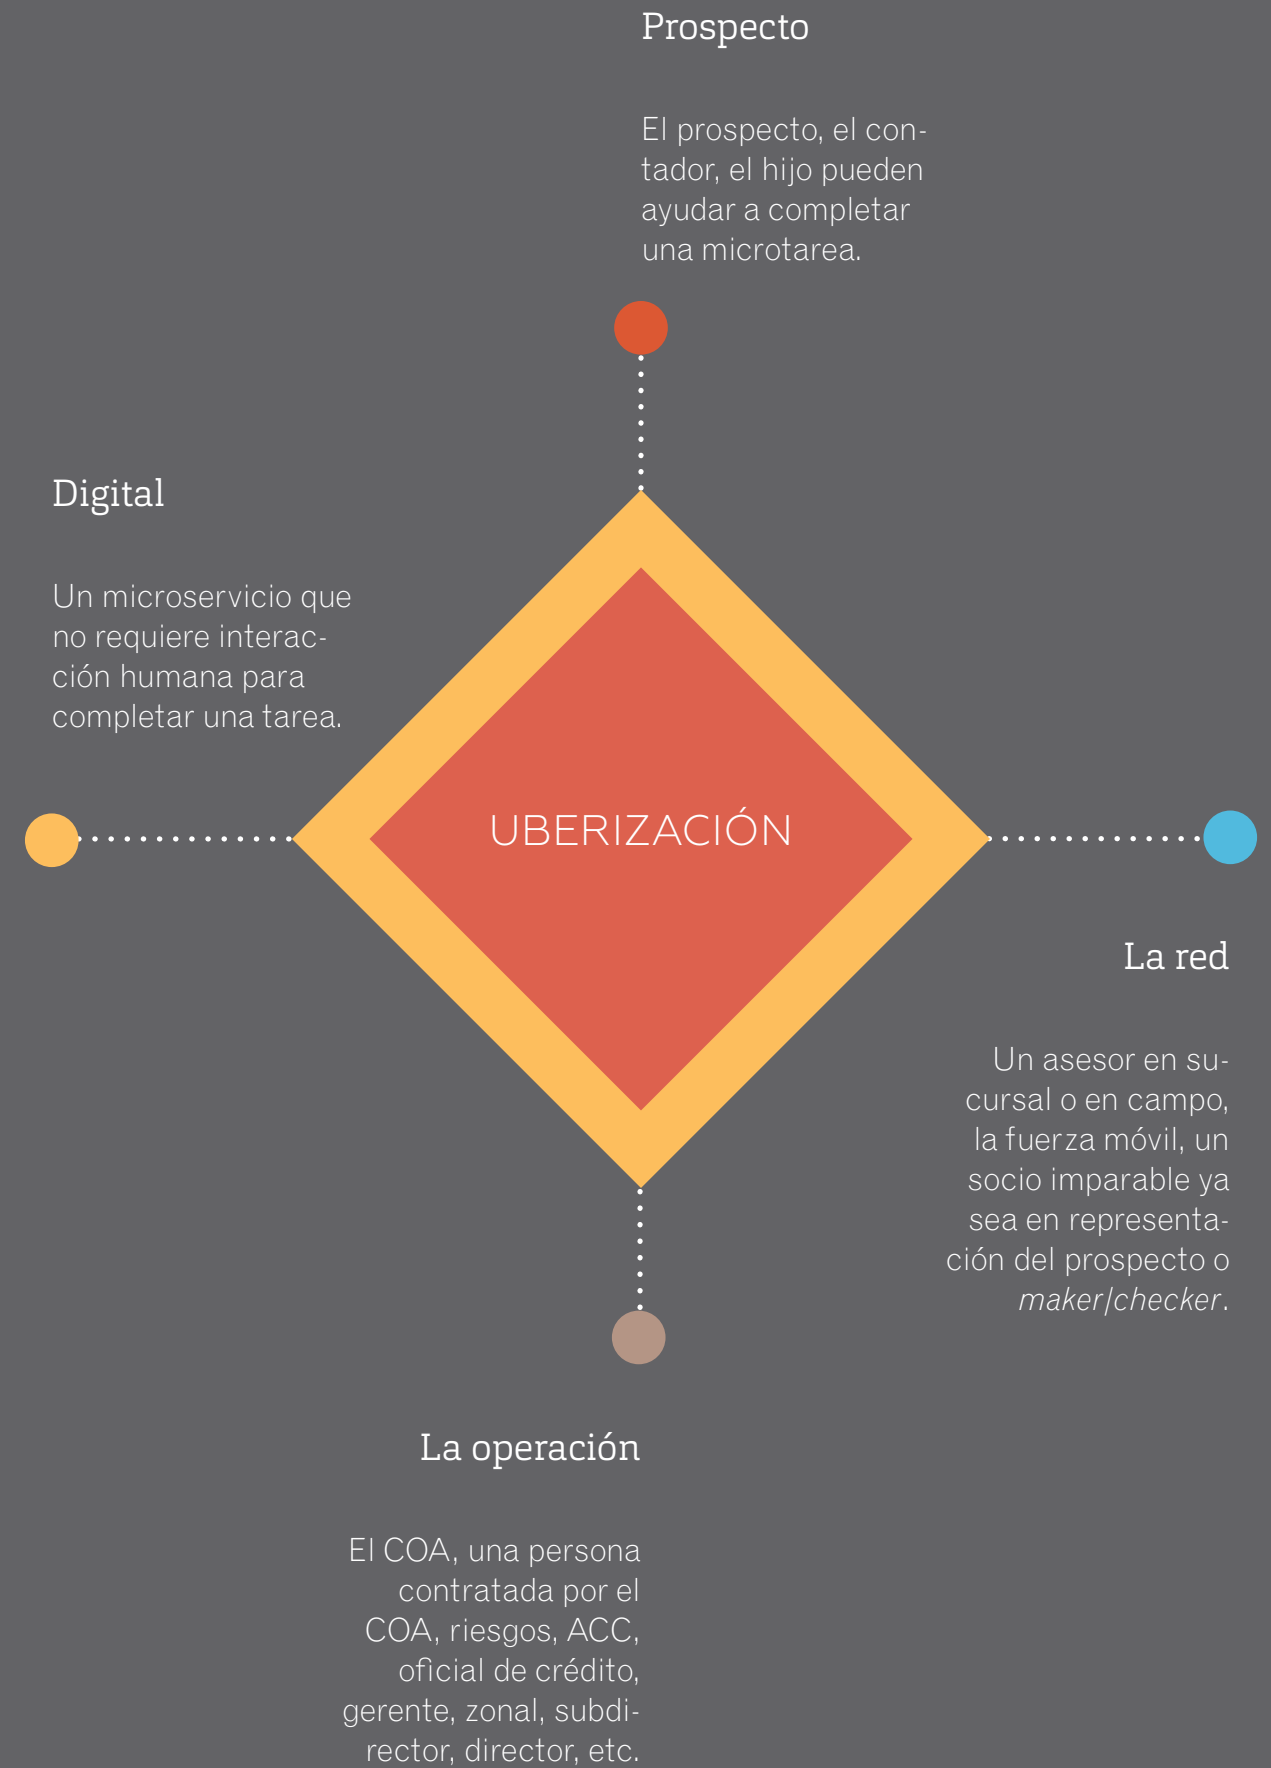 Prospecto
El prospecto, el con-
tador, el hijo pueden
ayudar a completar
una microtarea.
Digital
Un microservicio que
no requiere interac-
ción humana para
completar una tarea.
UBERIZACIÓN
La red
Un asesor en su-
cursal o en campo,
la fuerza móvil, un
socio imparable ya
sea en representa-
ción del prospecto o
maker/checker.
La operación
El COA, una persona
contratada por el
COA, riesgos, ACC,
oficial de crédito,
gerente, zonal, subdi-
rector, director, etc.